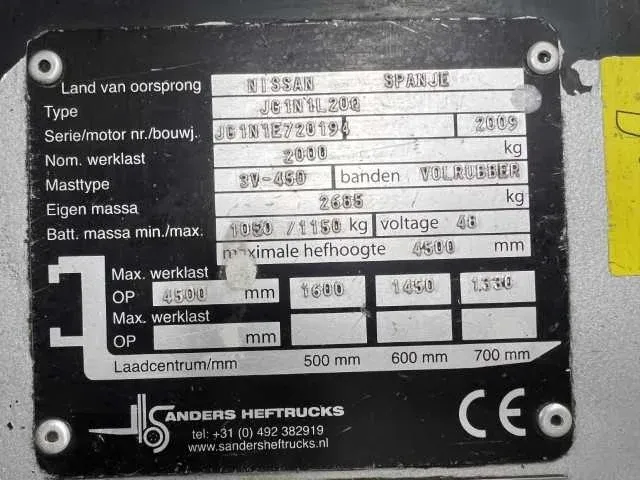 Land van oorsprong NISSAN SPANJE
Type JG1N1L20Q
Serie/motor nr./bouwj. JG1N1E720194 2009
Nom. werklast 2000 kg
Masttype 3V-450 banden VOLRUBBER
Eigen massa 2685 kg
Batt. massa min./max. 1050 /1150 kg voltage 48
maximale hefhoogte 4500 mm
Max. werklast
OP 4500 mm 1600 1450 1330
Max. werklast
OP mm
Laadcentrum/mm 500 mm 600 mm 700 mm
SANDERS HEFTRUCKS
tel: +31 (0) 492 382919
www.sandersheftrucks.nl
CE